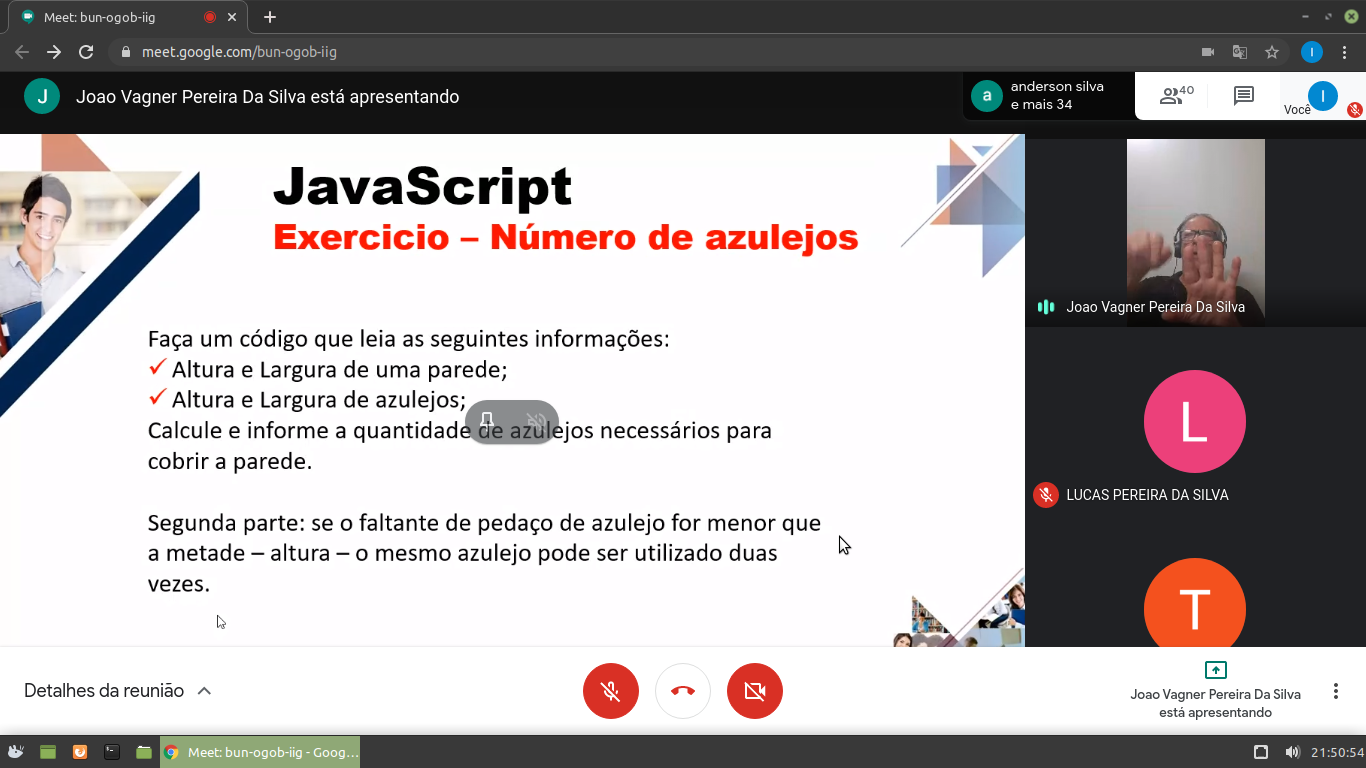 Meet: bun-ogob-iig
meet.google.com/bun-ogob-iig
I
J
Joao Vagner Pereira Da Silva está apresentando
a
anderson silva
e mais 34
40
Você
I
JavaScript
Exercicio – Número de azulejos
Faça um código que leia as seguintes informações:
Altura e Largura de uma parede;
Altura e Largura de azulejos;
Calcule e informe a quantidade de azulejos necessários para
cobrir a parede.
Segunda parte: se o faltante de pedaço de azulejo for menor que
a metade – altura – o mesmo azulejo pode ser utilizado duas
vezes.
Joao Vagner Pereira Da Silva
L
LUCAS PEREIRA DA SILVA
T
Detalhes da reunião
Joao Vagner Pereira Da Silva
está apresentando
Meet: bun-ogob-iig - Goog...
21:50:54